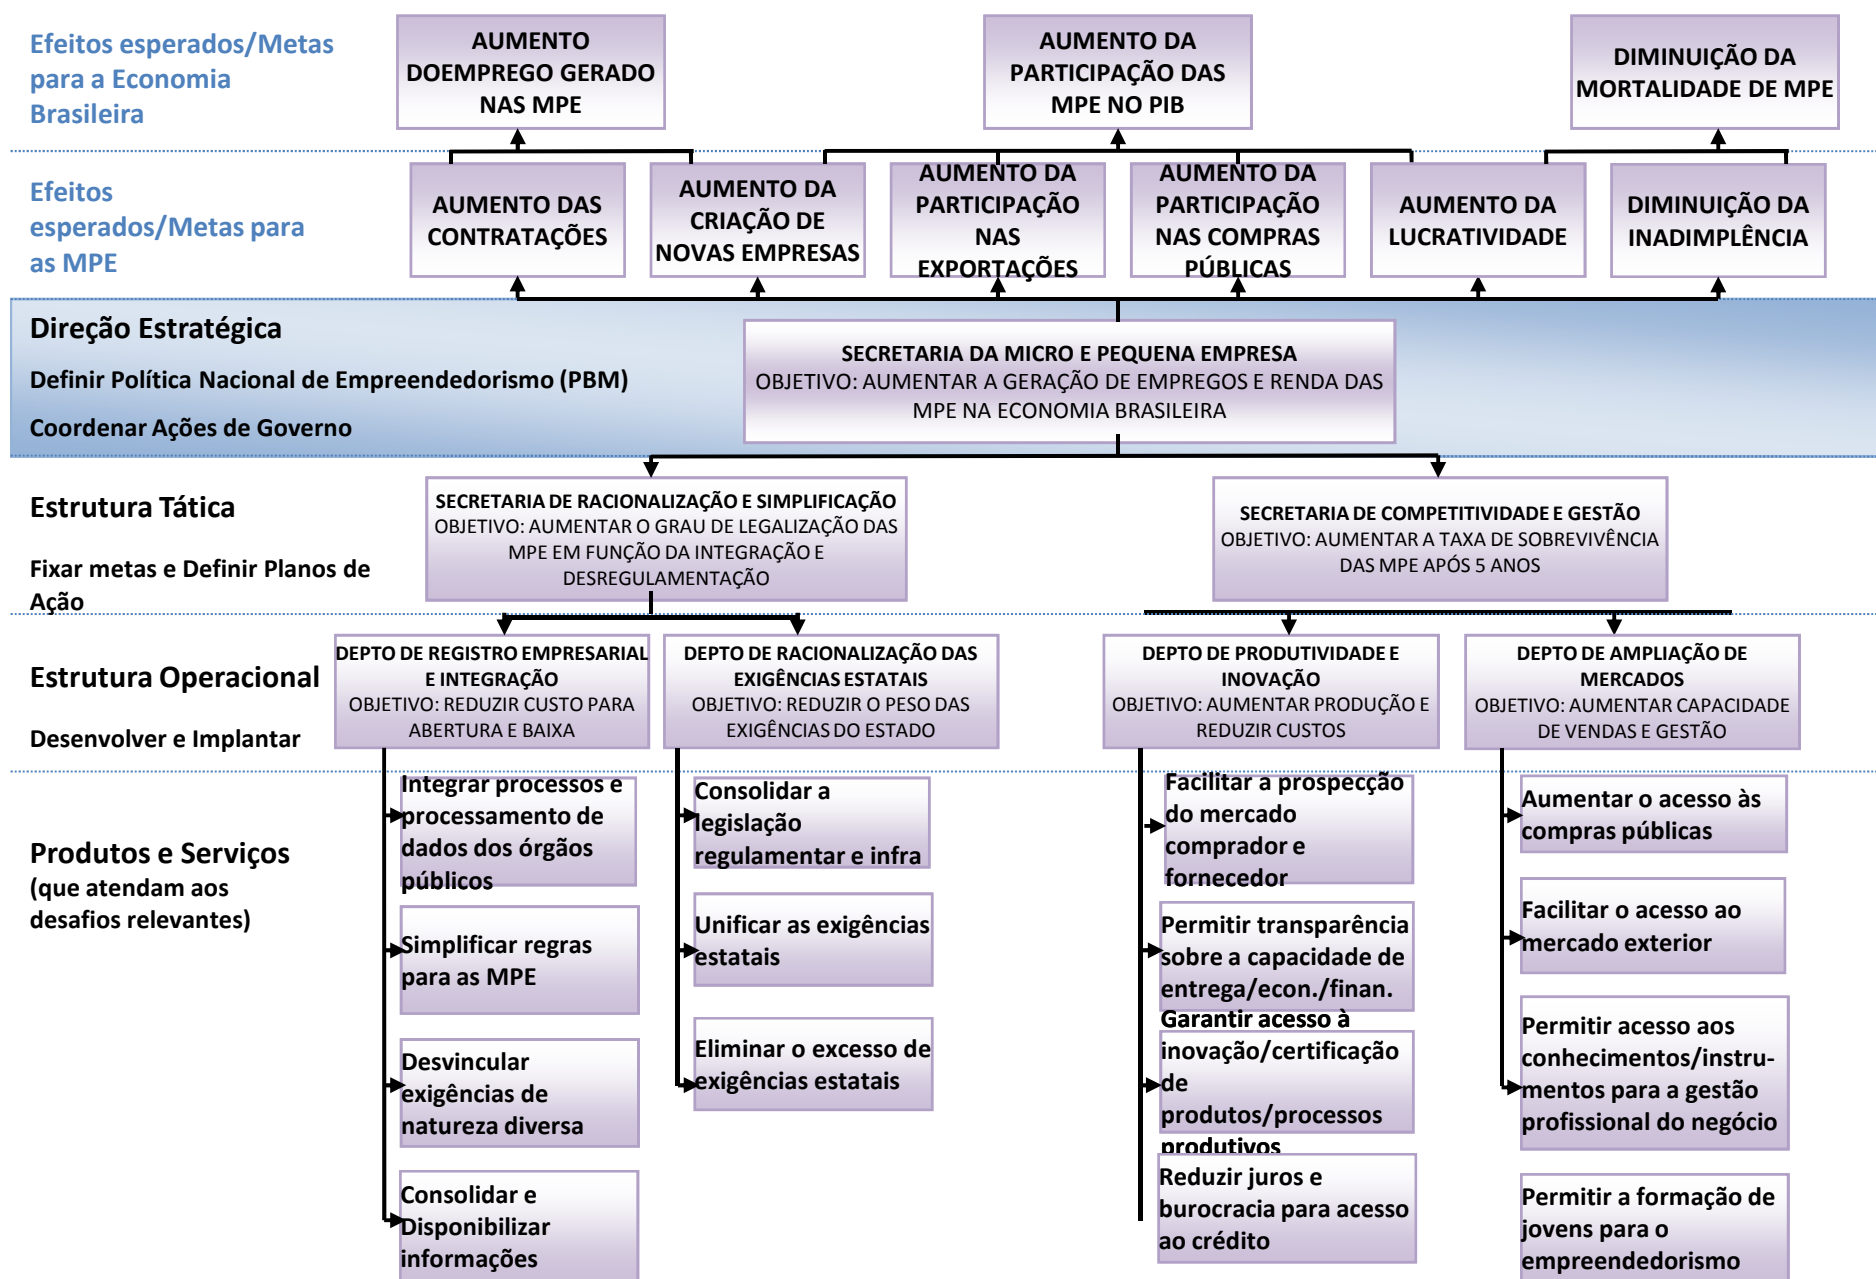 Efeitos esperados/Metas
para a Economia
Brasileira
AUMENTO
DOEMPREGO GERADO
NAS MPE
AUMENTO DA
PARTICIPAÇÃO DAS
MPE NO PIB
DIMINUIÇÃO DA
MORTALIDADE DE MPE
Efeitos
esperados/Metas para
as MPE
AUMENTO DAS
CONTRATAÇÕES
AUMENTO DA
CRIAÇÃO DE
NOVAS EMPRESAS
AUMENTO DA
PARTICIPAÇÃO
NAS
EXPORTAÇÕES
AUMENTO DA
PARTICIPAÇÃO
NAS COMPRAS
PÚBLICAS
AUMENTO DA
LUCRATIVIDADE
DIMINUIÇÃO DA
INADIMPLÊNCIA
Direção Estratégica
Definir Política Nacional de Empreendedorismo (PBM)
Coordenar Ações de Governo
SECRETARIA DA MICRO E PEQUENA EMPRESA
OBJETIVO: AUMENTAR A GERAÇÃO DE EMPREGOS E RENDA DAS
MPE NA ECONOMIA BRASILEIRA
Estrutura Tática
Fixar metas e Definir Planos de
Ação
SECRETARIA DE RACIONALIZAÇÃO E SIMPLIFICAÇÃO
OBJETIVO: AUMENTAR O GRAU DE LEGALIZAÇÃO DAS
MPE EM FUNÇÃO DA INTEGRAÇÃO E
DESREGULAMENTAÇÃO
SECRETARIA DE COMPETITIVIDADE E GESTÃO
OBJETIVO: AUMENTAR A TAXA DE SOBREVIVÊNCIA
DAS MPE APÓS 5 ANOS
Estrutura Operacional
Desenvolver e Implantar
DEPTO DE REGISTRO EMPRESARIAL
E INTEGRAÇÃO
OBJETIVO: REDUZIR CUSTO PARA
ABERTURA E BAIXA
DEPTO DE RACIONALIZAÇÃO DAS
EXIGÊNCIAS ESTATAIS
OBJETIVO: REDUZIR O PESO DAS
EXIGÊNCIAS DO ESTADO
DEPTO DE PRODUTIVIDADE E
INOVAÇÃO
OBJETIVO: AUMENTAR PRODUÇÃO E
REDUZIR CUSTOS
DEPTO DE AMPLIAÇÃO DE
MERCADOS
OBJETIVO: AUMENTAR CAPACIDADE
DE VENDAS E GESTÃO
Produtos e Serviços
(que atendam aos
desafios relevantes)
Integrar processos e
processamento de
dados dos órgãos
públicos
Simplificar regras
para as MPE
Desvincular
exigências de
natureza diversa
Consolidar e
Disponibilizar
informações
Consolidar a
legislação
regulamentar e infra
Unificar as exigências
estatais
Eliminar o excesso de
exigências estatais
Facilitar a prospecção
do mercado
comprador e
fornecedor
Permitir transparência
sobre a capacidade de
entrega/econ./finan.
Garantir acesso à
inovação/certificação
de
produtos/processos
produtivos
Reduzir juros e
burocracia para acesso
ao crédito
Aumentar o acesso às
compras públicas
Facilitar o acesso ao
mercado exterior
Permitir acesso aos
conhecimentos/instru-
mentos para a gestão
profissional do negócio
Permitir a formação de
jovens para o
empreendedorismo